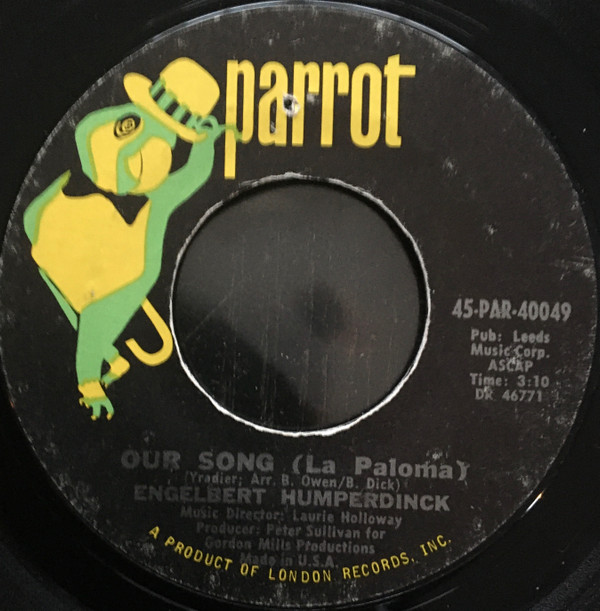 parrot
45-PAR-40049
Pub: Leeds
Music Corp.
ASCAP
Time: 3:10
DR 46771
OUR SONG (La Paloma)
(Yradier; Arr. B. Owen/B. Dick)
ENGELBERT HUMPERDINCK
Music Director: Laurie Holloway
Producer: Peter Sullivan for
Gordon Mills Productions
Made in U.S.A.
A PRODUCT OF LONDON RECORDS, INC.